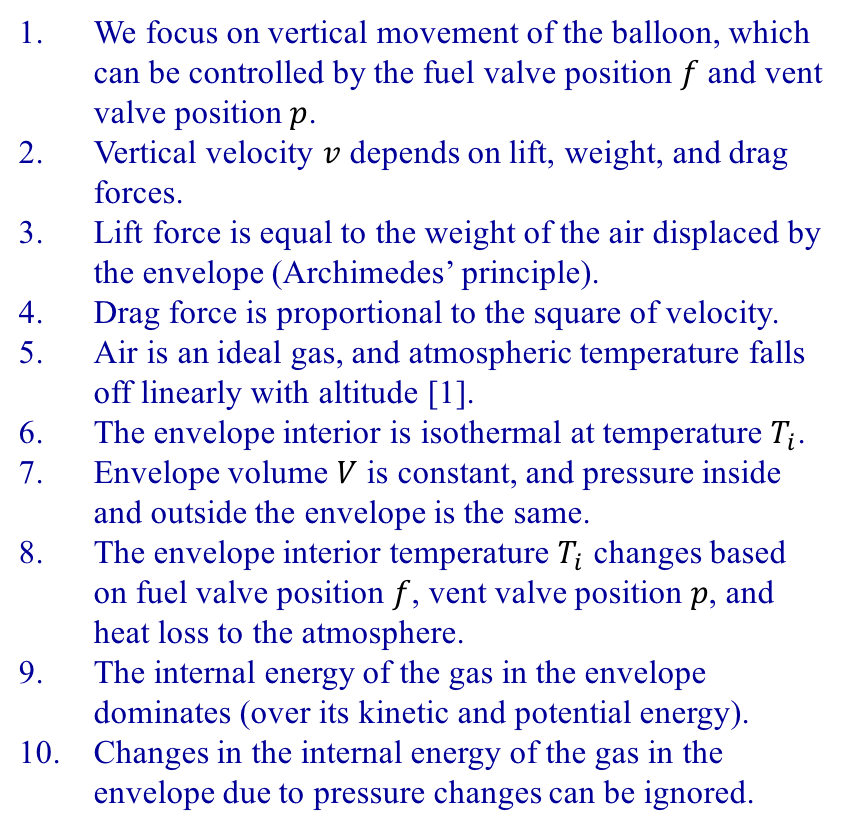 1. We focus on vertical movement of the balloon, which
can be controlled by the fuel valve position f and vent
valve position p.
2. Vertical velocity v depends on lift, weight, and drag
forces.
3. Lift force is equal to the weight of the air displaced by
the envelope (Archimedes’ principle).
4. Drag force is proportional to the square of velocity.
5. Air is an ideal gas, and atmospheric temperature falls
off linearly with altitude [1].
6. The envelope interior is isothermal at temperature Tᵢ.
7. Envelope volume V is constant, and pressure inside
and outside the envelope is the same.
8. The envelope interior temperature Tᵢ changes based
on fuel valve position f, vent valve position p, and
heat loss to the atmosphere.
9. The internal energy of the gas in the envelope
dominates (over its kinetic and potential energy).
10. Changes in the internal energy of the gas in the
envelope due to pressure changes can be ignored.